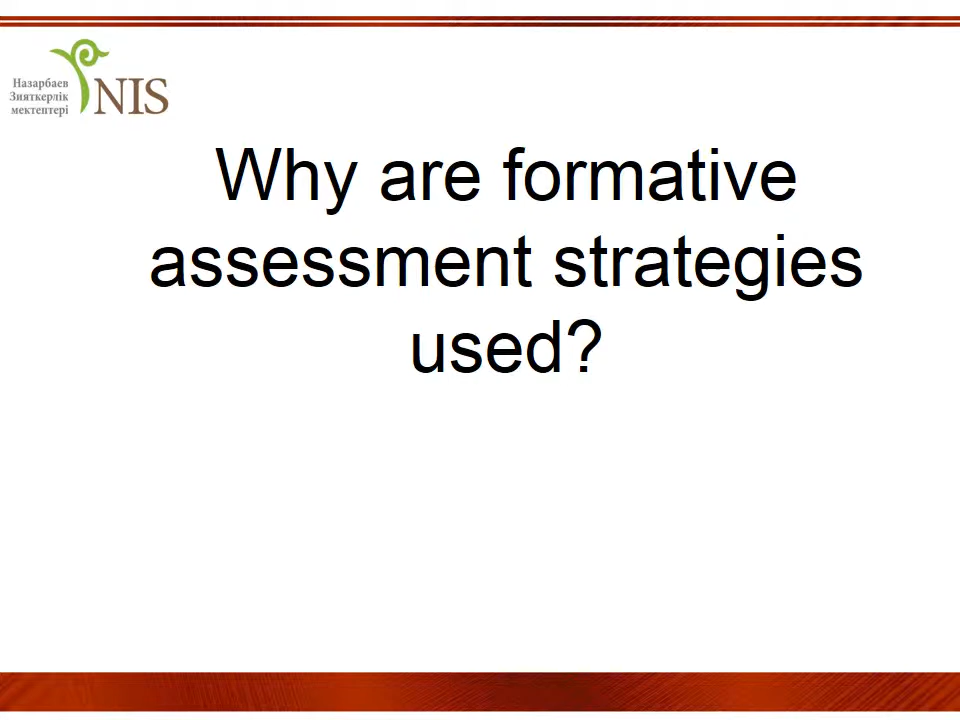 Назарбаев
Зияткерлік
мектептері
NIS
Why are formative
assessment strategies
used?